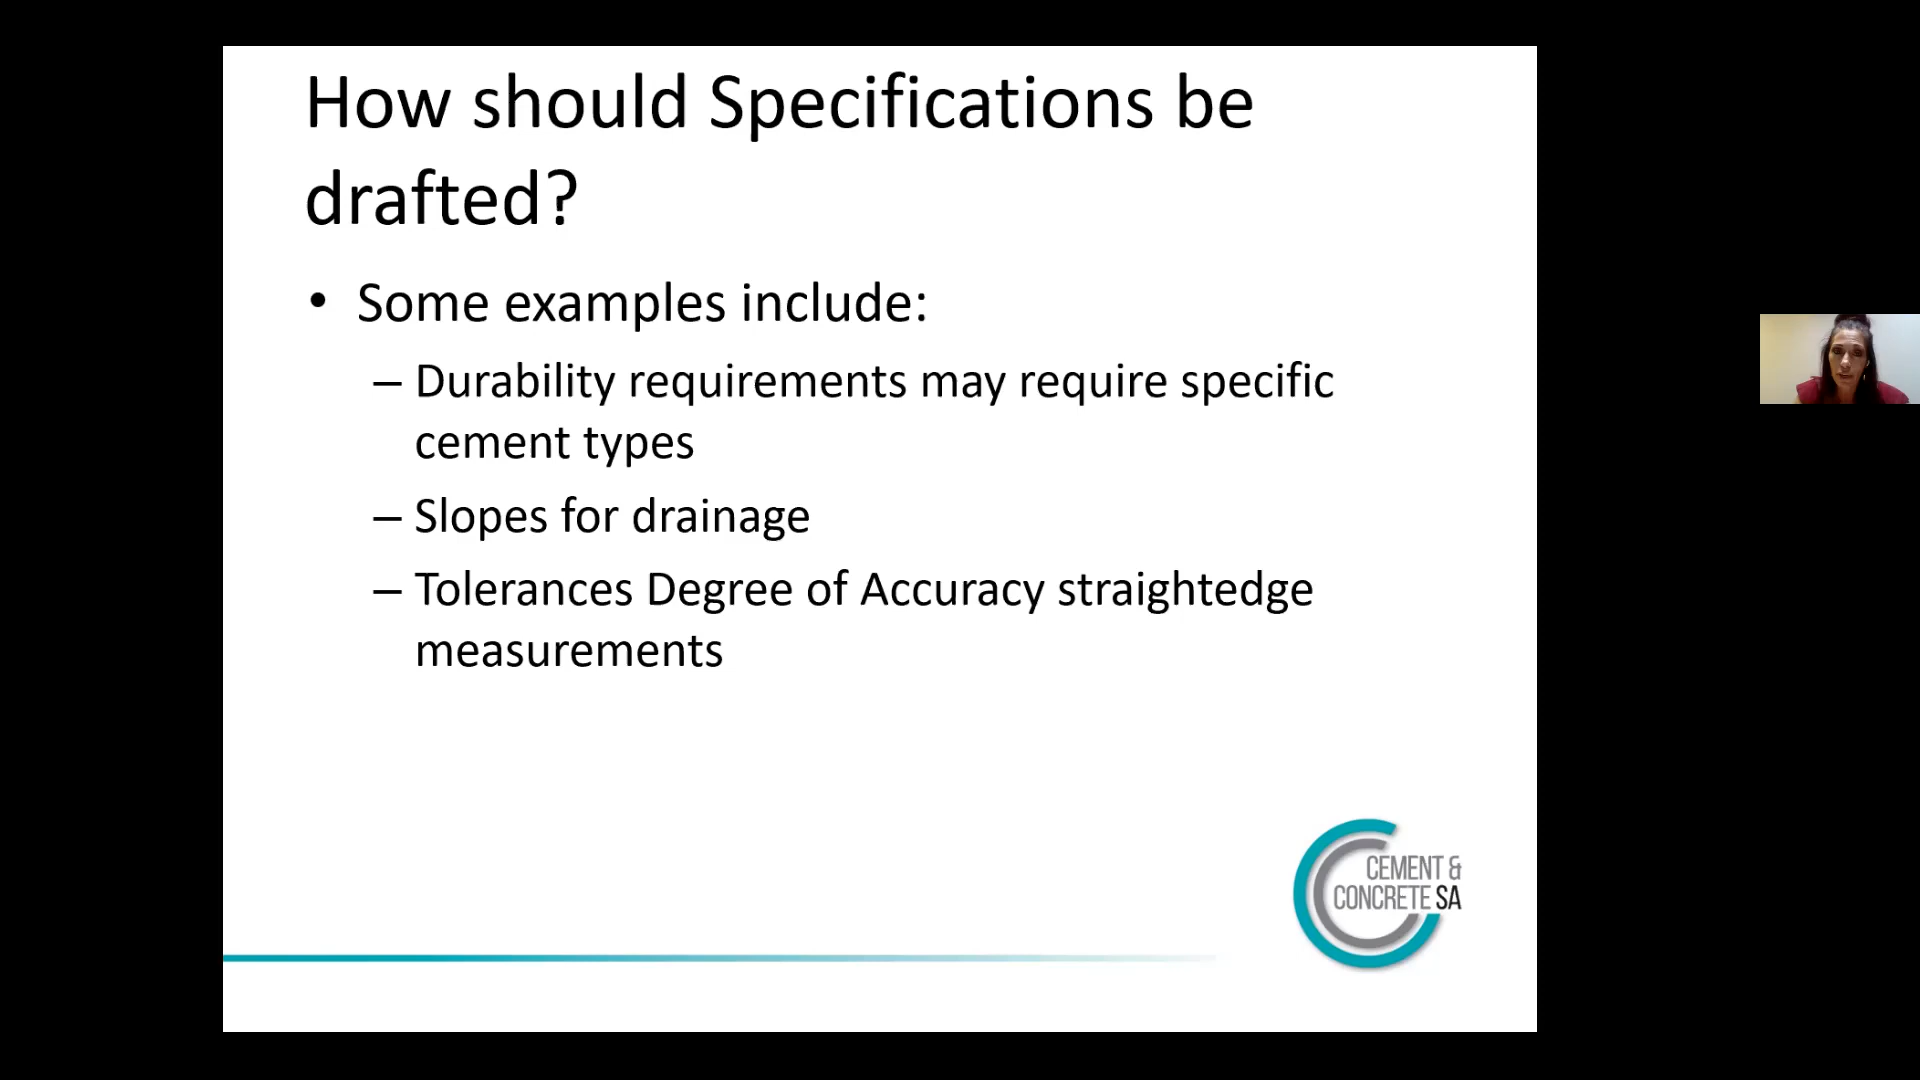 How should Specifications be
drafted?
• Some examples include:
– Durability requirements may require specific
cement types
– Slopes for drainage
– Tolerances Degree of Accuracy straightedge
measurements
CEMENT &
CONCRETE SA